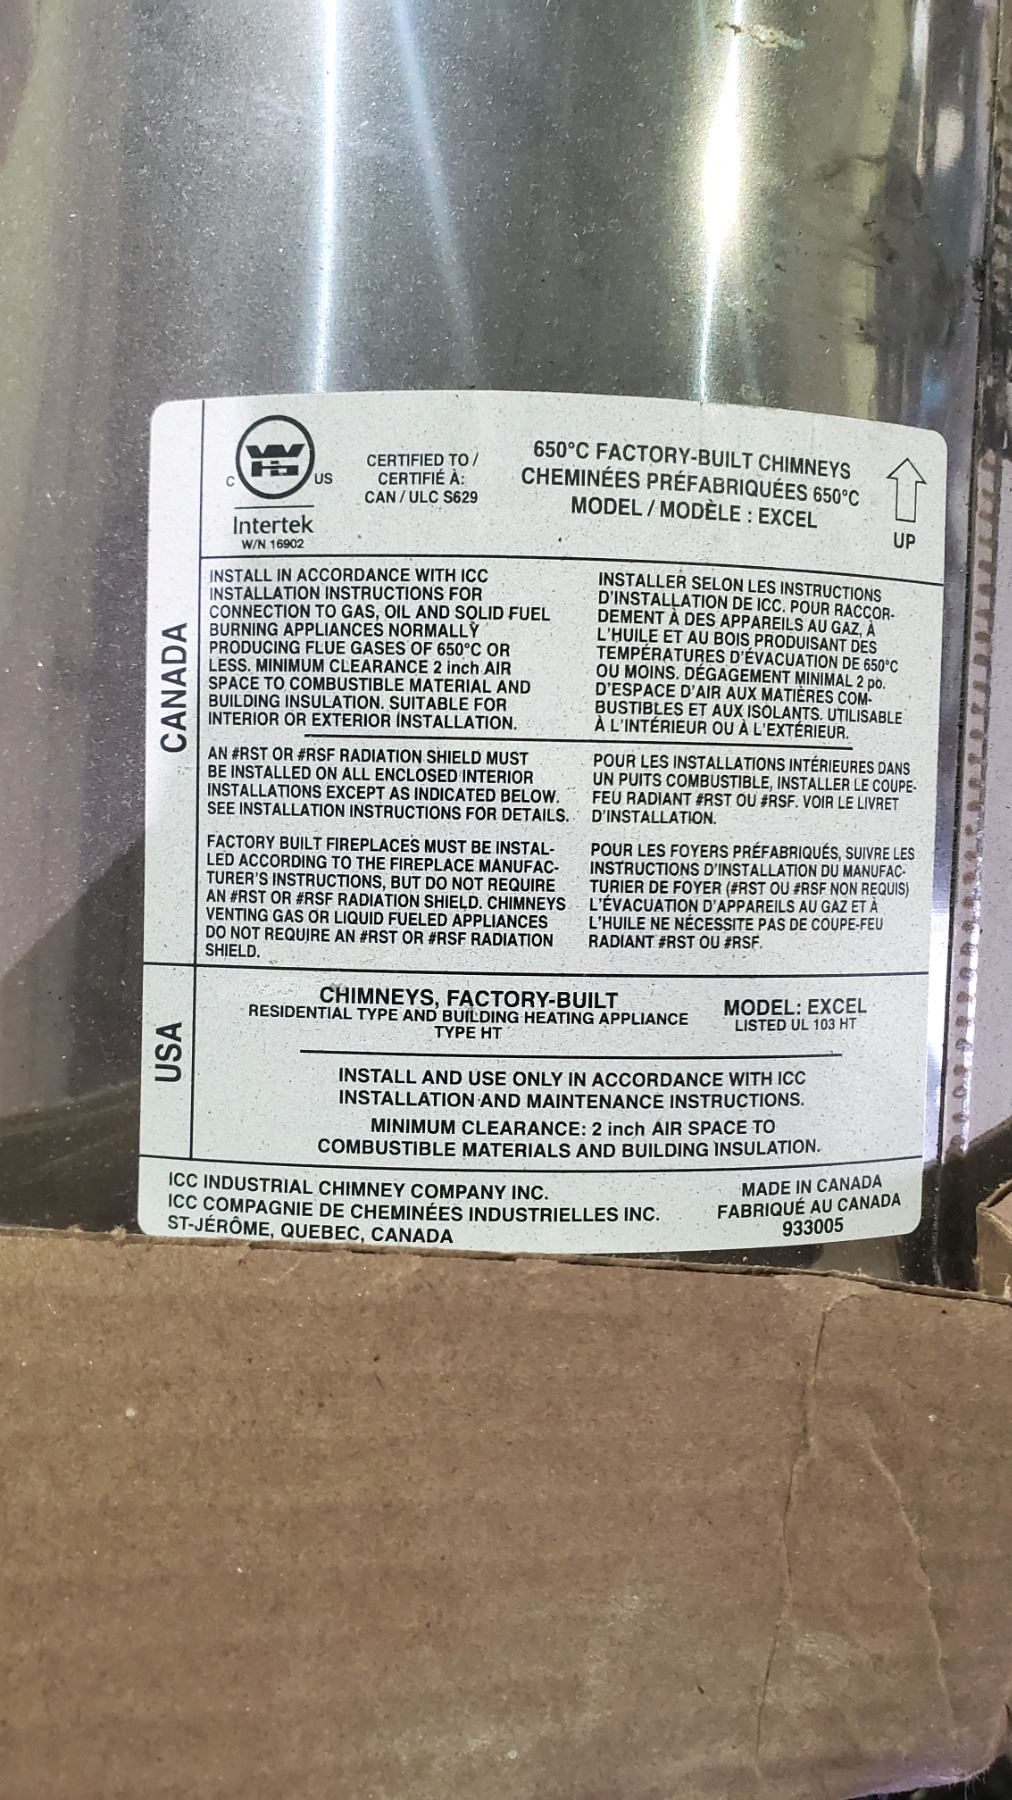 CANADA
WH
C US
Intertek
W/N 16902
CERTIFIED TO /
CERTIFIÉ À:
CAN / ULC S629
650°C FACTORY-BUILT CHIMNEYS
CHEMINÉES PRÉFABRIQUÉES 650°C
MODEL / MODÈLE : EXCEL
UP
INSTALL IN ACCORDANCE WITH ICC
INSTALLATION INSTRUCTIONS FOR
CONNECTION TO GAS, OIL AND SOLID FUEL
BURNING APPLIANCES NORMALLY
PRODUCING FLUE GASES OF 650°C OR
LESS. MINIMUM CLEARANCE 2 inch AIR
SPACE TO COMBUSTIBLE MATERIAL AND
BUILDING INSULATION. SUITABLE FOR
INTERIOR OR EXTERIOR INSTALLATION.
INSTALLER SELON LES INSTRUCTIONS
D'INSTALLATION DE ICC. POUR RACCOR-
DEMENT À DES APPAREILS AU GAZ, À
L'HUILE ET AU BOIS PRODUISANT DES
TEMPÉRATURES D'ÉVACUATION DE 650°C
OU MOINS. DÉGAGEMENT MINIMAL 2 po.
D'ESPACE D'AIR AUX MATIÈRES COM-
BUSTIBLES ET AUX ISOLANTS. UTILISABLE
À L'INTÉRIEUR OU À L'EXTÉRIEUR.
AN #RST OR #RSF RADIATION SHIELD MUST
BE INSTALLED ON ALL ENCLOSED INTERIOR
INSTALLATIONS EXCEPT AS INDICATED BELOW.
SEE INSTALLATION INSTRUCTIONS FOR DETAILS.
POUR LES INSTALLATIONS INTÉRIEURES DANS
UN PUITS COMBUSTIBLE, INSTALLER LE COUPE-
FEU RADIANT #RST OU #RSF. VOIR LE LIVRET
D'INSTALLATION.
FACTORY BUILT FIREPLACES MUST BE INSTAL-
LED ACCORDING TO THE FIREPLACE MANUFAC-
TURER'S INSTRUCTIONS, BUT DO NOT REQUIRE
AN #RST OR #RSF RADIATION SHIELD. CHIMNEYS
VENTING GAS OR LIQUID FUELED APPLIANCES
DO NOT REQUIRE AN #RST OR #RSF RADIATION
SHIELD.
POUR LES FOYERS PRÉFABRIQUÉS, SUIVRE LES
INSTRUCTIONS D'INSTALLATION DU MANUFAC-
TURIER DE FOYER (#RST OU #RSF NON REQUIS)
L'ÉVACUATION D'APPAREILS AU GAZ ET À
L'HUILE NE NÉCESSITE PAS DE COUPE-FEU
RADIANT #RST OU #RSF.
USA
CHIMNEYS, FACTORY-BUILT
RESIDENTIAL TYPE AND BUILDING HEATING APPLIANCE
TYPE HT
MODEL: EXCEL
LISTED UL 103 HT
INSTALL AND USE ONLY IN ACCORDANCE WITH ICC
INSTALLATION AND MAINTENANCE INSTRUCTIONS.
MINIMUM CLEARANCE: 2 inch AIR SPACE TO
COMBUSTIBLE MATERIALS AND BUILDING INSULATION.
ICC INDUSTRIAL CHIMNEY COMPANY INC.
ICC COMPAGNIE DE CHEMINÉES INDUSTRIELLES INC.
ST-JÉRÔME, QUEBEC, CANADA
MADE IN CANADA
FABRIQUÉ AU CANADA
933005